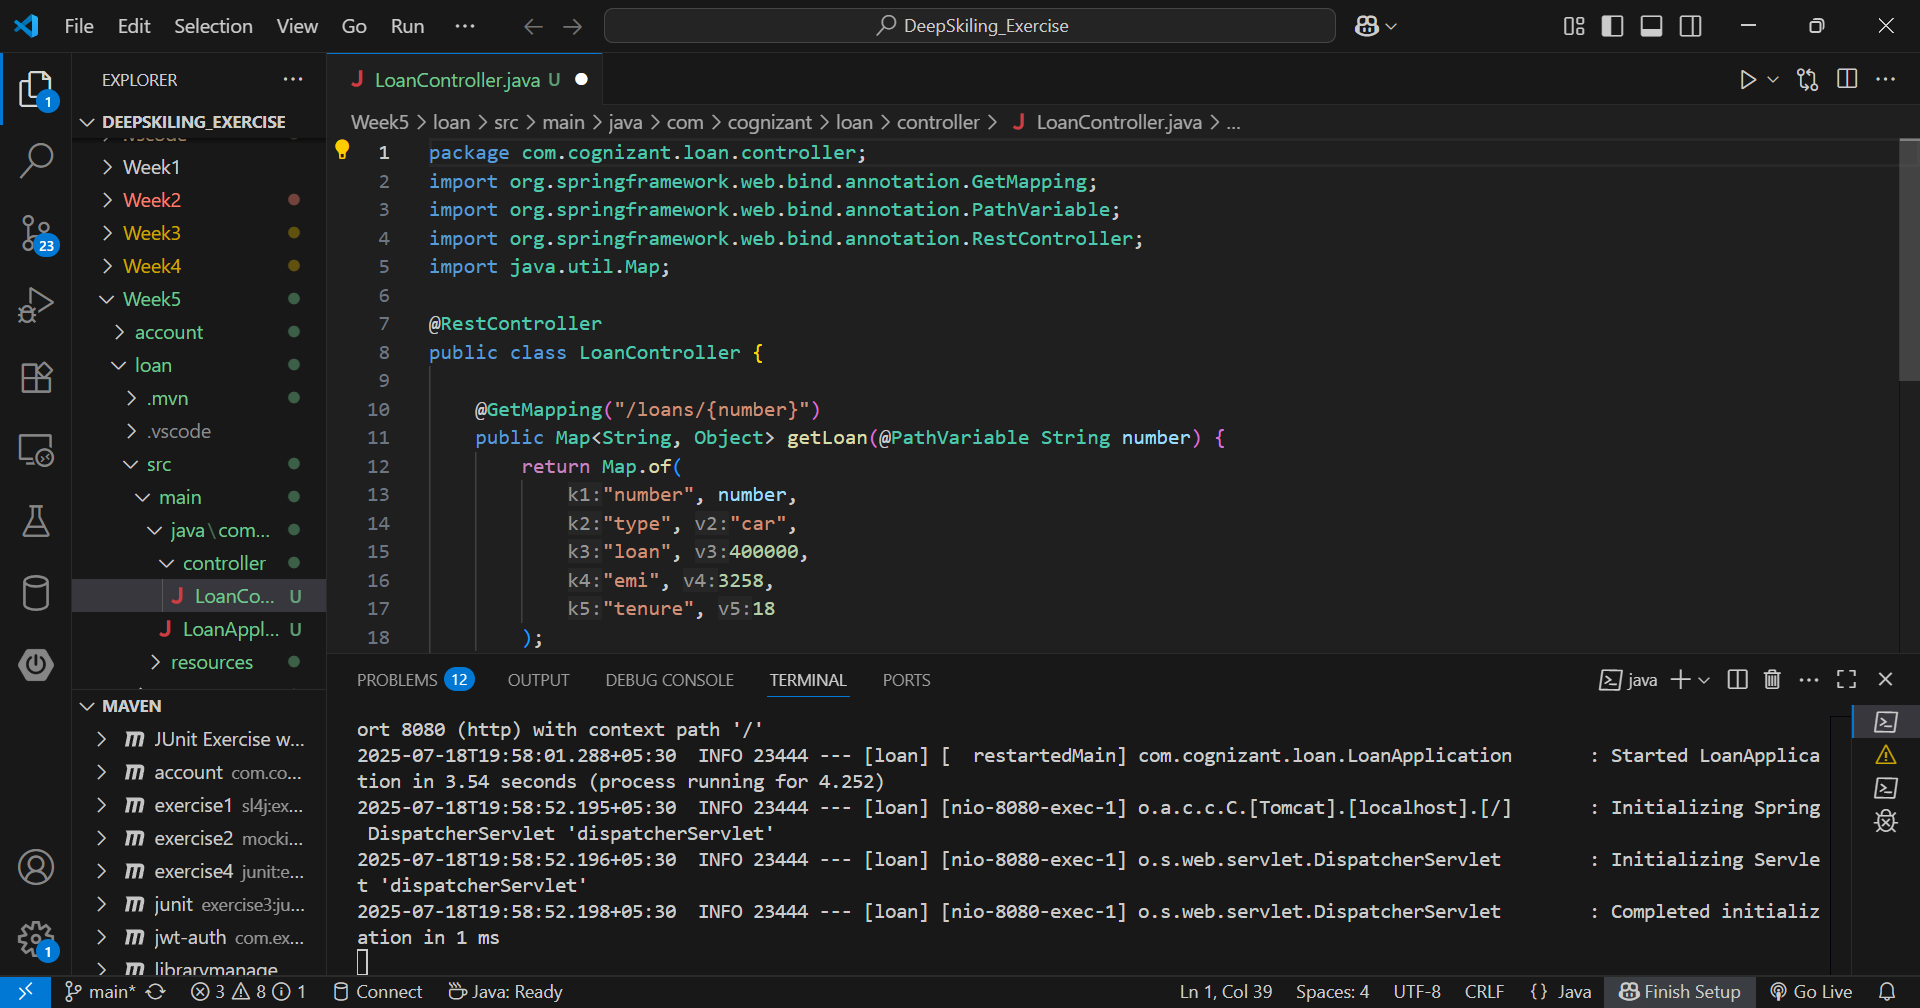 File Edit Selection View Go Run ··· DeepSkiling_Exercise
EXPLORER ···
DEEPSKILING_EXERCISE
Week1
Week2
Week3
Week4
Week5
account
loan
.mvn
.vscode
src
main
java\com...
controller
LoanCo... U
LoanAppl... U
resources
MAVEN
JUnit Exercise w...
account com.co...
exercise1 sl4j:ex...
exercise2 mocki...
exercise4 junit:e...
junit exercise3:ju...
jwt-auth com.ex...
librarymanage
1
23
1
LoanController.java U
Week5 > loan > src > main > java > com > cognizant > loan > controller > LoanController.java > ...
1 package com.cognizant.loan.controller;
2 import org.springframework.web.bind.annotation.GetMapping;
3 import org.springframework.web.bind.annotation.PathVariable;
4 import org.springframework.web.bind.annotation.RestController;
5 import java.util.Map;
6
7 @RestController
8 public class LoanController {
9
10 @GetMapping("/loans/{number}")
11 public Map<String, Object> getLoan(@PathVariable String number) {
12 return Map.of(
13 k1:"number", number,
14 k2:"type", v2:"car",
15 k3:"loan", v3:400000,
16 k4:"emi", v4:3258,
17 k5:"tenure", v5:18
18 );
PROBLEMS 12 OUTPUT DEBUG CONSOLE TERMINAL PORTS java
ort 8080 (http) with context path '/'
2025-07-18T19:58:01.288+05:30  INFO 23444 --- [loan] [  restartedMain] com.cognizant.loan.LoanApplication : Started LoanApplica
tion in 3.54 seconds (process running for 4.252)
2025-07-18T19:58:52.195+05:30  INFO 23444 --- [loan] [nio-8080-exec-1] o.a.c.c.C.[Tomcat].[localhost].[/] : Initializing Spring
DispatcherServlet 'dispatcherServlet'
2025-07-18T19:58:52.196+05:30  INFO 23444 --- [loan] [nio-8080-exec-1] o.s.web.servlet.DispatcherServlet : Initializing Servle
t 'dispatcherServlet'
2025-07-18T19:58:52.198+05:30  INFO 23444 --- [loan] [nio-8080-exec-1] o.s.web.servlet.DispatcherServlet : Completed initializ
ation in 1 ms
main* 3 8 1 Connect Java: Ready Ln 1, Col 39 Spaces: 4 UTF-8 CRLF {} Java Finish Setup Go Live